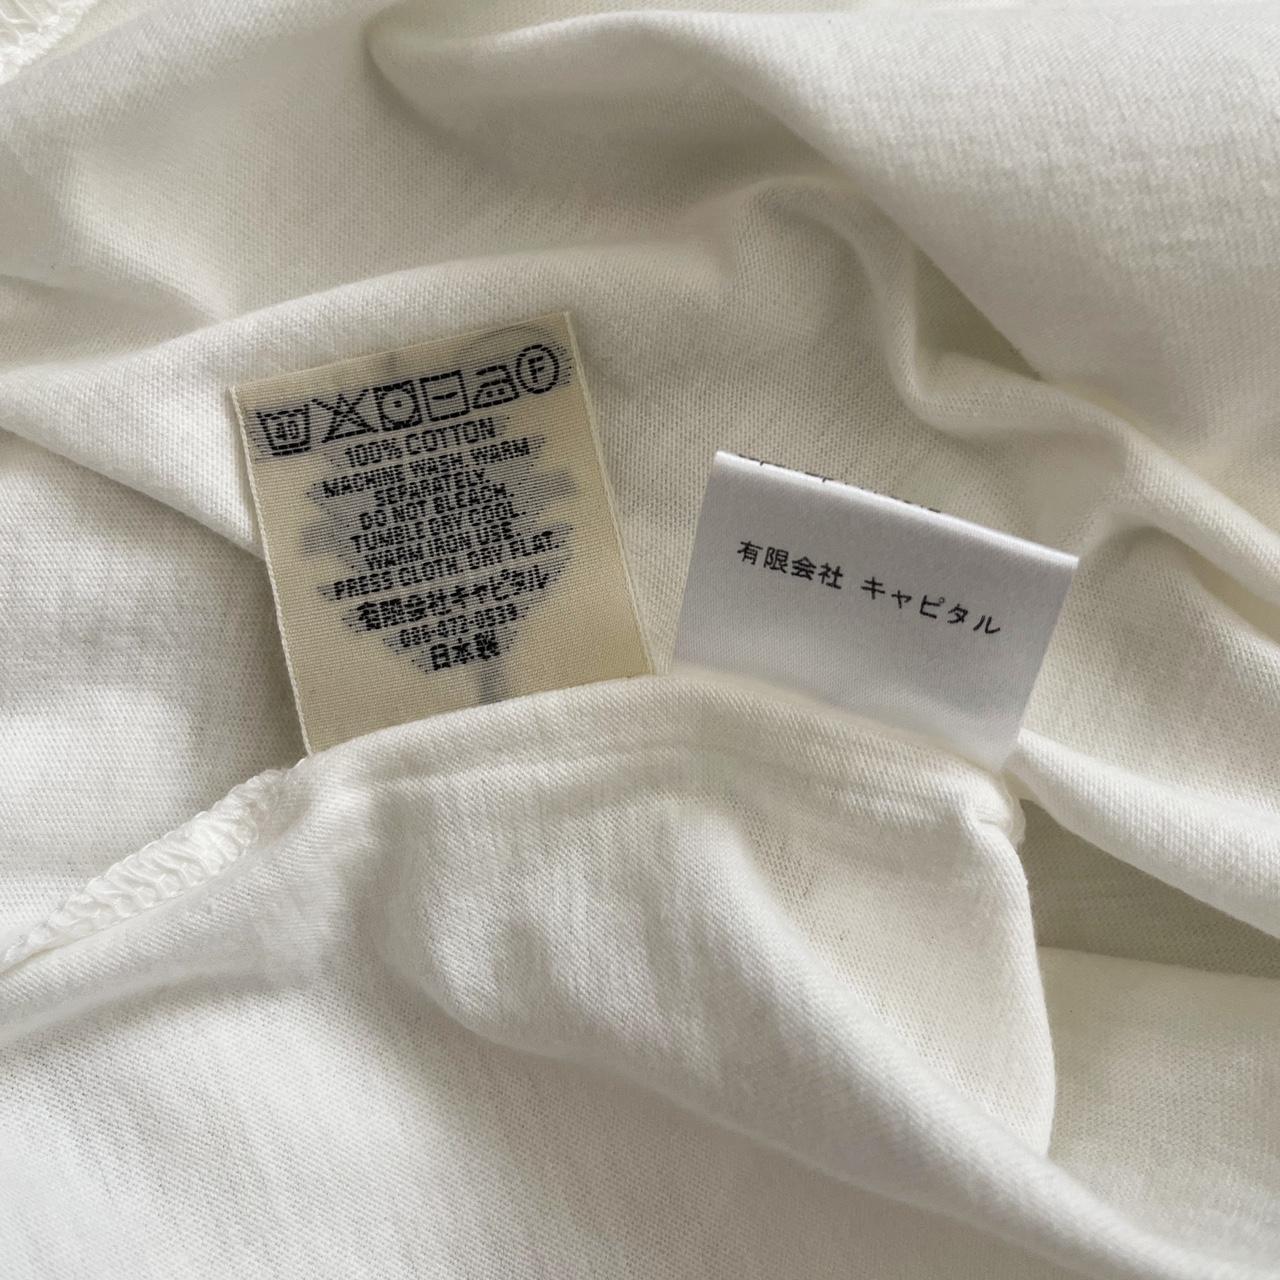 40
F
100% COTTON
MACHINE WASH, WARM
SEPARATELY.
DO NOT BLEACH.
TUMBLE DRY COOL.
WARM IRON USE
PRESS CLOTH. DRY FLAT.
有限会社キャピタル
日本製
有限会社 キャピタル